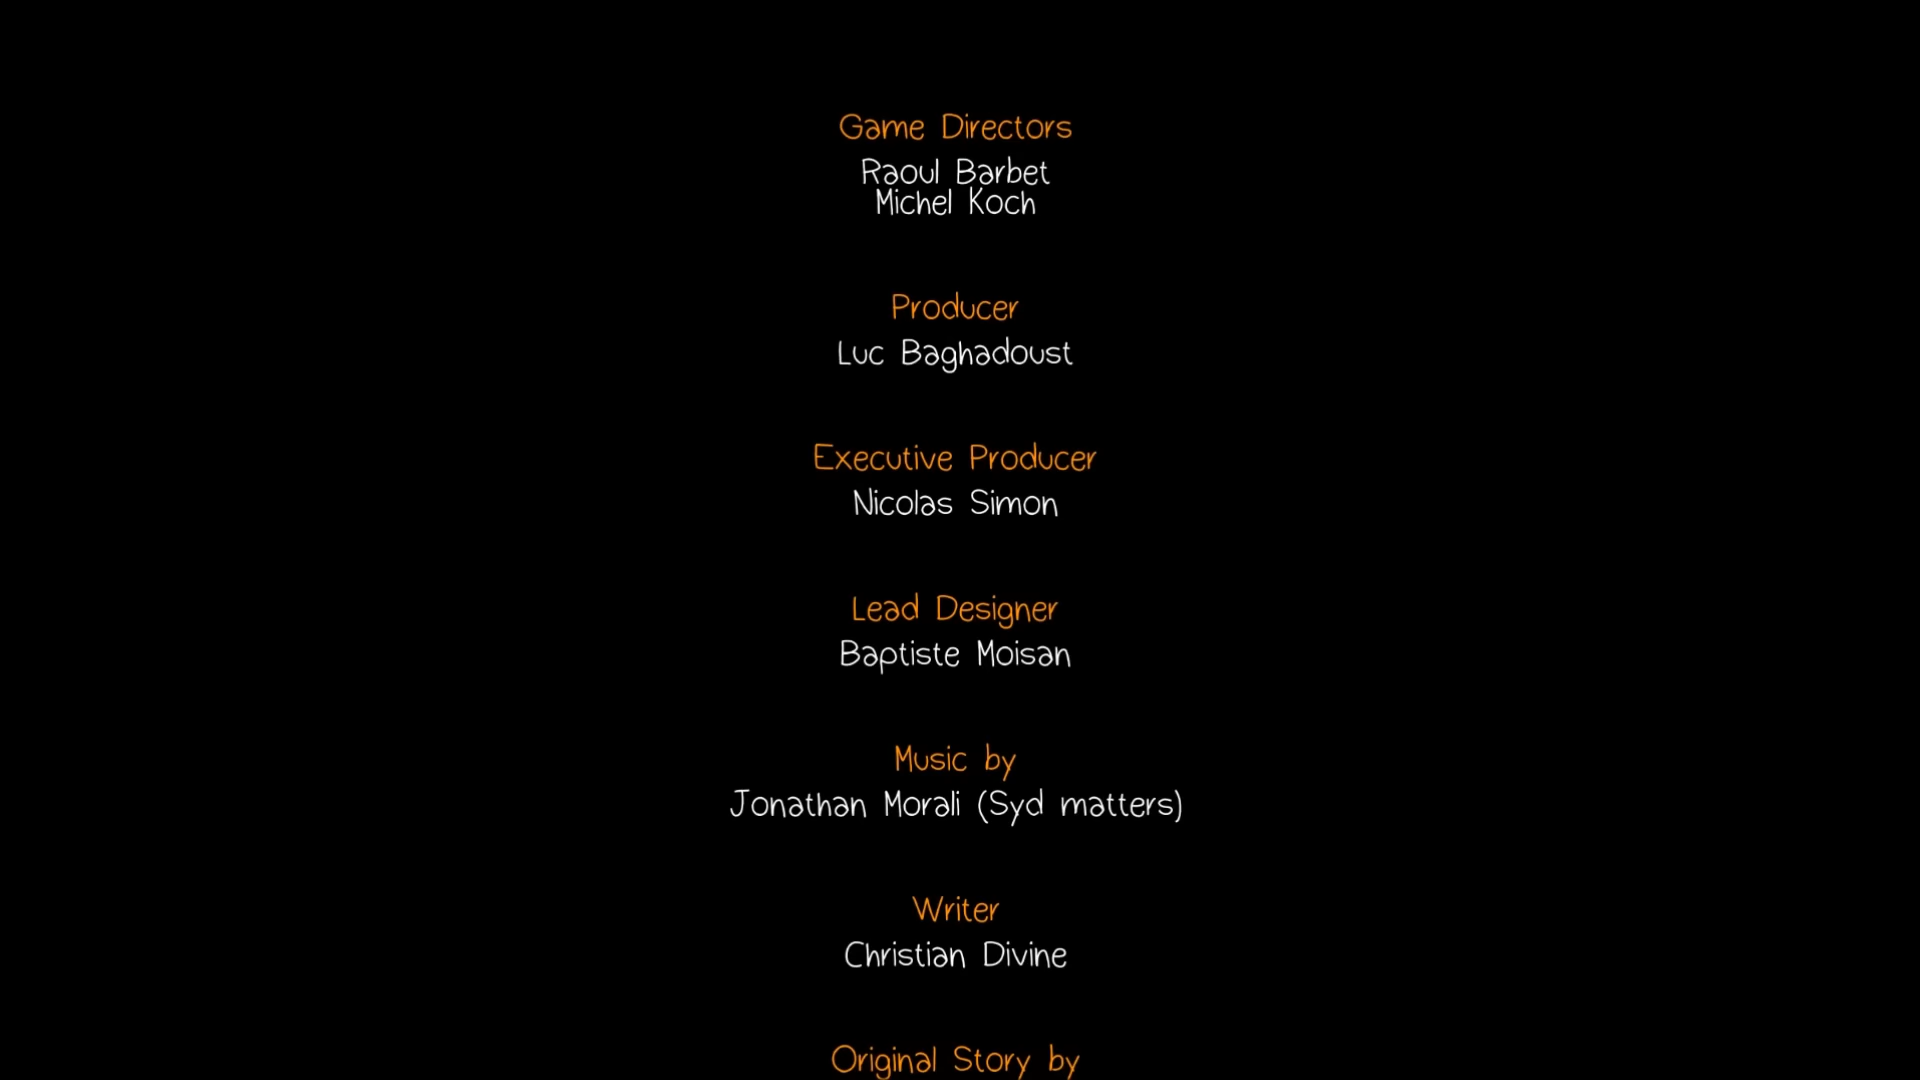 Game Directors
Raoul Barbet
Michel Koch
Producer
Luc Baghadoust
Executive Producer
Nicolas Simon
Lead Designer
Baptiste Moisan
Music by
Jonathan Morali (Syd matters)
Writer
Christian Divine
Original Story by